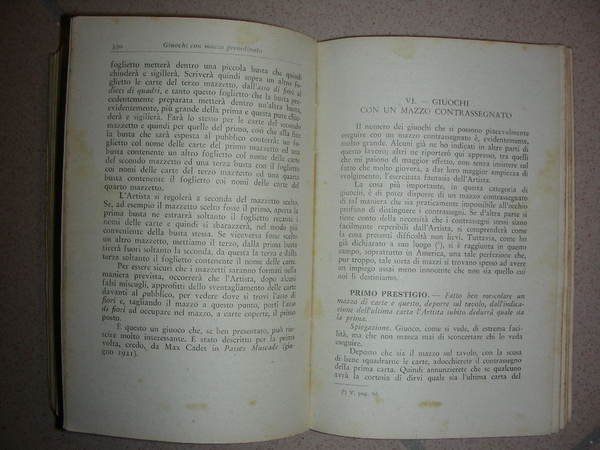 330 Giuochi con mazzo preordinato
foglietto metterà dentro una piccola busta che quindi
chiuderà e sigillerà. Scriverà quindi su un altro fo-
glietto le carte del terzo mazzetto, dall'asso di fiori al
dieci di quadri, e tanto questo foglietto che la busta pre-
cedentemente preparata metterà dentro un'altra busta,
evidentemente, più grande della prima e questa pure chiu-
derà e sigillerà. Farà lo stesso per le carte del secondo
mazzetto e quindi per quelle del primo, così che alla fine
la busta che sarà esposta al pubblico conterrà: un fo-
glietto col nome delle carte del primo mazzetto ed una
busta contenente un altro foglietto col nome delle carte
del secondo mazzetto ed una terza busta con il foglietto
coi nomi delle carte del terzo mazzetto ed una quarta
busta contenente il foglietto coi nomi delle carte del
quarto mazzetto.
L'Artista si regolerà a seconda del mazzetto scelto.
Se, ad esempio il mazzetto scelto fosse il primo, aperta la
prima busta ne estrarrà soltanto il foglietto recante i
nomi delle carte e quindi si sbarazzerà, nel modo più
conveniente della busta stessa. Se viceversa fosse scelto
un altro mazzetto, mettiamo il terzo, dalla prima busta
tirerà fuori soltanto la seconda, da questa la terza e dalla
terza soltanto il foglietto contenente il nome delle carte.
Per essere sicuri che i mazzetti saranno formati nella
maniera prevista, occorrerà che l'Artista, dopo alcuni
falsi miscugli, approfitti dello sventagliamento delle carte
davanti al pubblico, per vedere dove si trovi l'asso di
fiori e, tagliando il mazzo a questo punto, porti l'asso
di fiori ad occupare nel mazzo, a carte coperte, il primo
posto.
È questo un giuoco che, se ben presentato, può riu-
scire molto interessante. È stato descritto per la prima
volta, credo, da Max Cadet in Passez Muscade (giu-
gno 1921).
VI. — GIUOCHI
CON UN MAZZO CONTRASSEGNATO
Il numero dei giuochi che si possono piacevolmente
eseguire con un mazzo contrassegnato è, evidentemente,
molto grande. Alcuni già ne ho indicati in altre parti di
questo lavoro; altri ne riporterò qui appresso, tra quelli
che mi paiono di maggior effetto, con senza insistere sul
fatto che molto gioverà, a dar loro maggior ampiezza di
svolgimento, l'esercitata fantasia dell'Artista.
La cosa più importante, in questa categoria di
giuochi, è di poter disporre di un mazzo contrassegnato
di tal maniera che sia praticamente impossibile all'occhio
profano di distinguere i contrassegni. Se d'altra parte si
tien conto della necessità che i contrassegni stessi siano
facilmente reperibili dall'Artista, si comprenderà come
la cosa presenti difficoltà non lievi. Tuttavia, come ho
già dichiarato a suo luogo (¹), si è raggiunta in questo
campo, soprattutto in America, una tale perfezione che,
pur troppo, tale sorta di mazzi si trovano spesso ad avere
un impiego assai meno innocente che non sia quello cui
noi li destiniamo.
PRIMO PRESTIGIO. — Fatto ben mescolare un
mazzo di carte e questo, deporre sul tavolo, dall'indica-
zione dell'ultima carta l'Artista subito dedurrà quale sia
la prima.
Spiegazione. Giuoco, come si vede, di estrema faci-
lità, ma che non manca mai di sconcertare chi lo vede
eseguire.
Deposto che sia il mazzo sul tavolo, con la scusa
di bene squadrarne le carte, adocchierete il contrassegno
della prima carta. Quindi annunzierete che se qualcuno
avrà la cortesia di dirvi quale sia l'ultima carta del
(¹) V. pag.